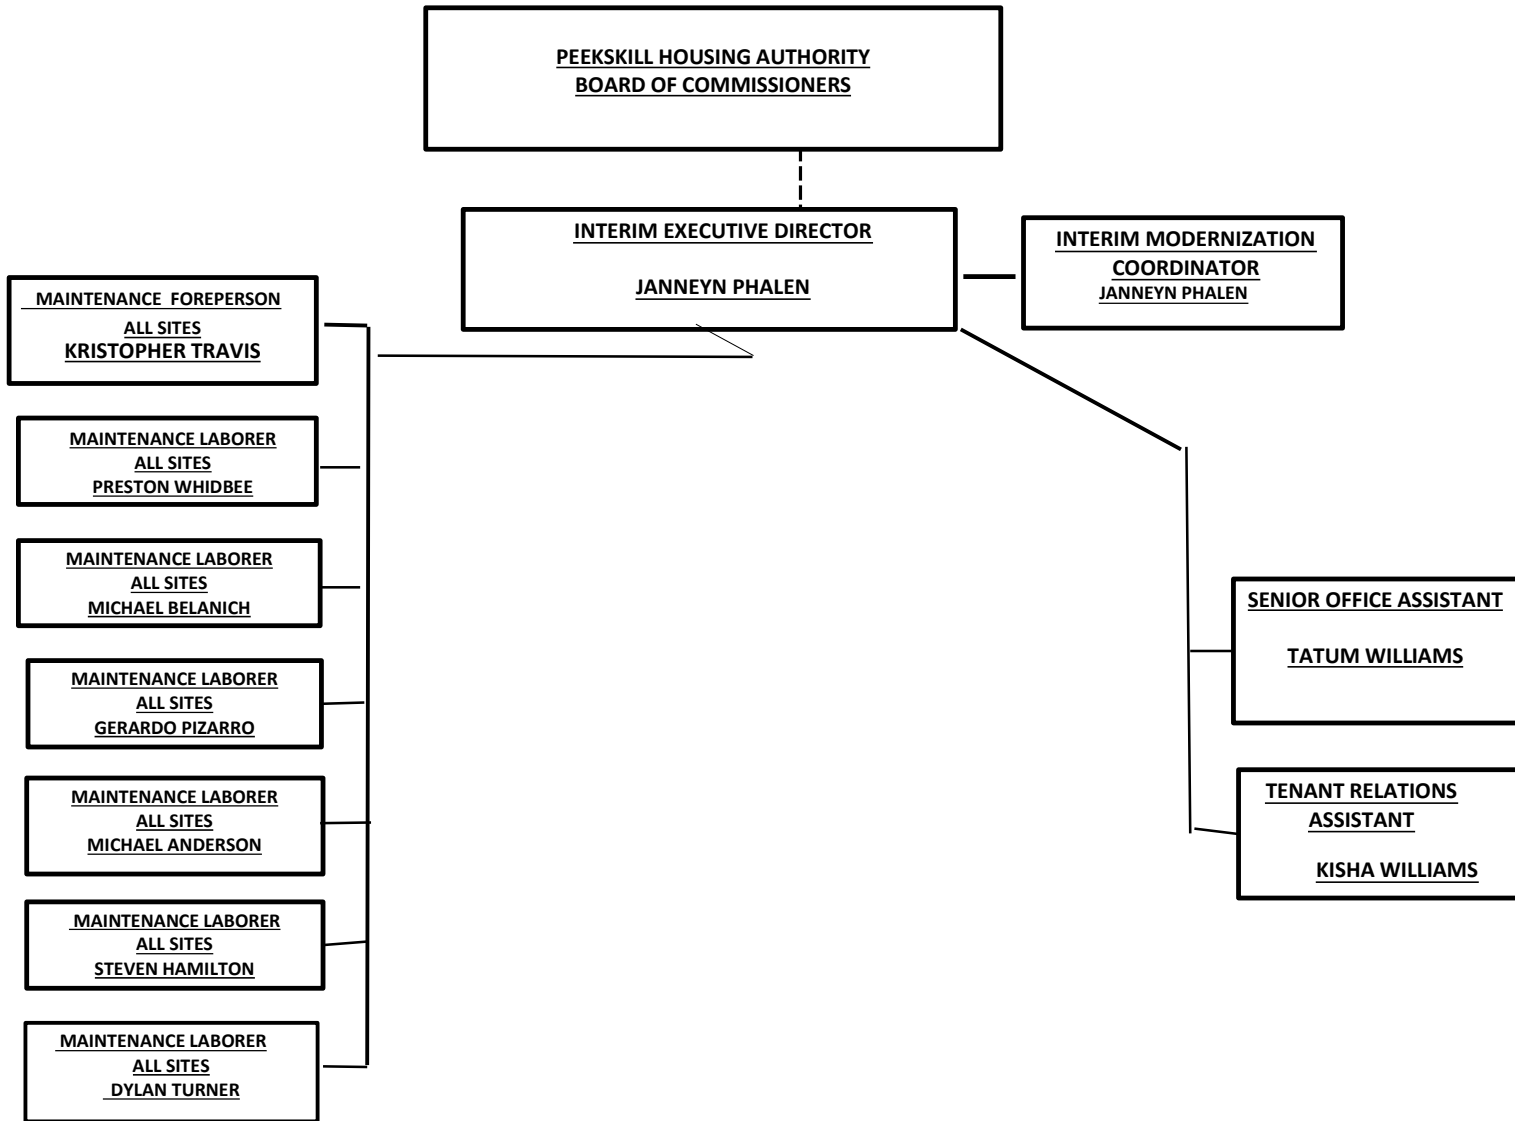 PEEKSKILL HOUSING AUTHORITY
BOARD OF COMMISSIONERS
INTERIM EXECUTIVE DIRECTOR
JANNEYN PHALEN
INTERIM MODERNIZATION
COORDINATOR
JANNEYN PHALEN
MAINTENANCE FOREPERSON
ALL SITES
KRISTOPHER TRAVIS
MAINTENANCE LABORER
ALL SITES
PRESTON WHIDBEE
MAINTENANCE LABORER
ALL SITES
MICHAEL BELANICH
MAINTENANCE LABORER
ALL SITES
GERARDO PIZARRO
MAINTENANCE LABORER
ALL SITES
MICHAEL ANDERSON
MAINTENANCE LABORER
ALL SITES
STEVEN HAMILTON
MAINTENANCE LABORER
ALL SITES
DYLAN TURNER
SENIOR OFFICE ASSISTANT
TATUM WILLIAMS
TENANT RELATIONS
ASSISTANT
KISHA WILLIAMS